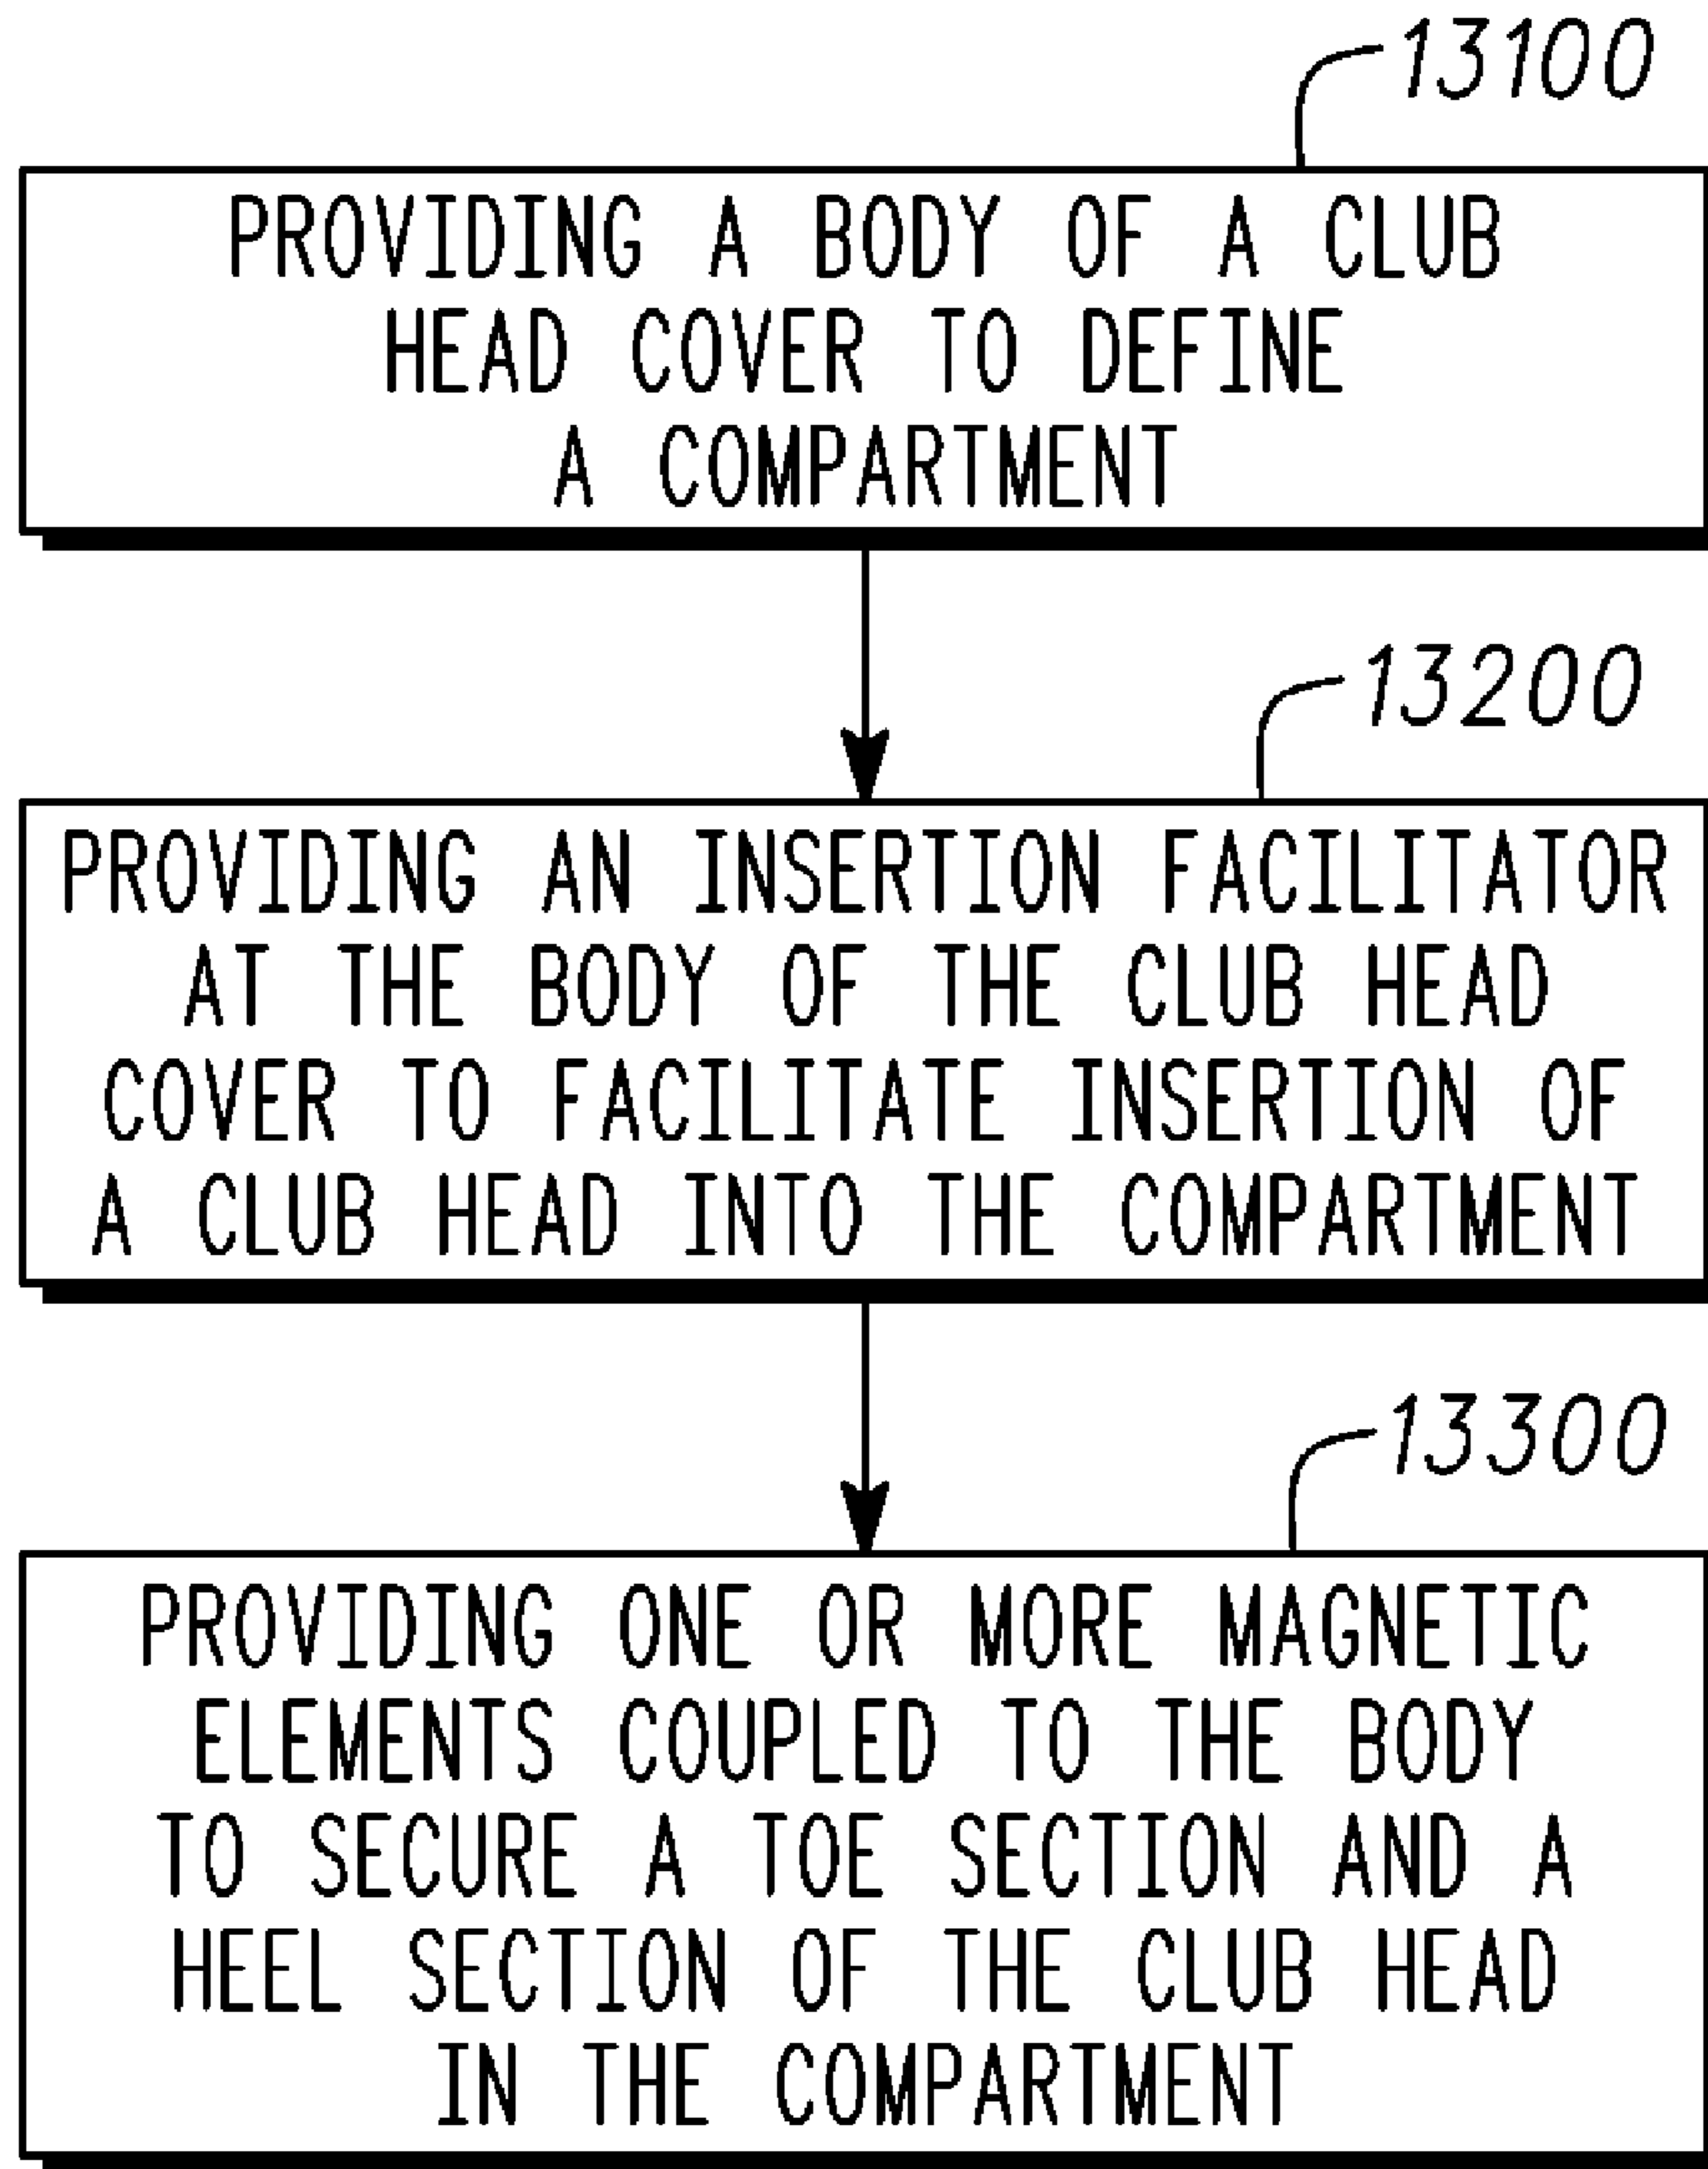 13100
PROVIDING A BODY OF A CLUB
HEAD COVER TO DEFINE
A COMPARTMENT
13200
PROVIDING AN INSERTION FACILITATOR
AT THE BODY OF THE CLUB HEAD
COVER TO FACILITATE INSERTION OF
A CLUB HEAD INTO THE COMPARTMENT
13300
PROVIDING ONE OR MORE MAGNETIC
ELEMENTS COUPLED TO THE BODY
TO SECURE A TOE SECTION AND A
HEEL SECTION OF THE CLUB HEAD
IN THE COMPARTMENT